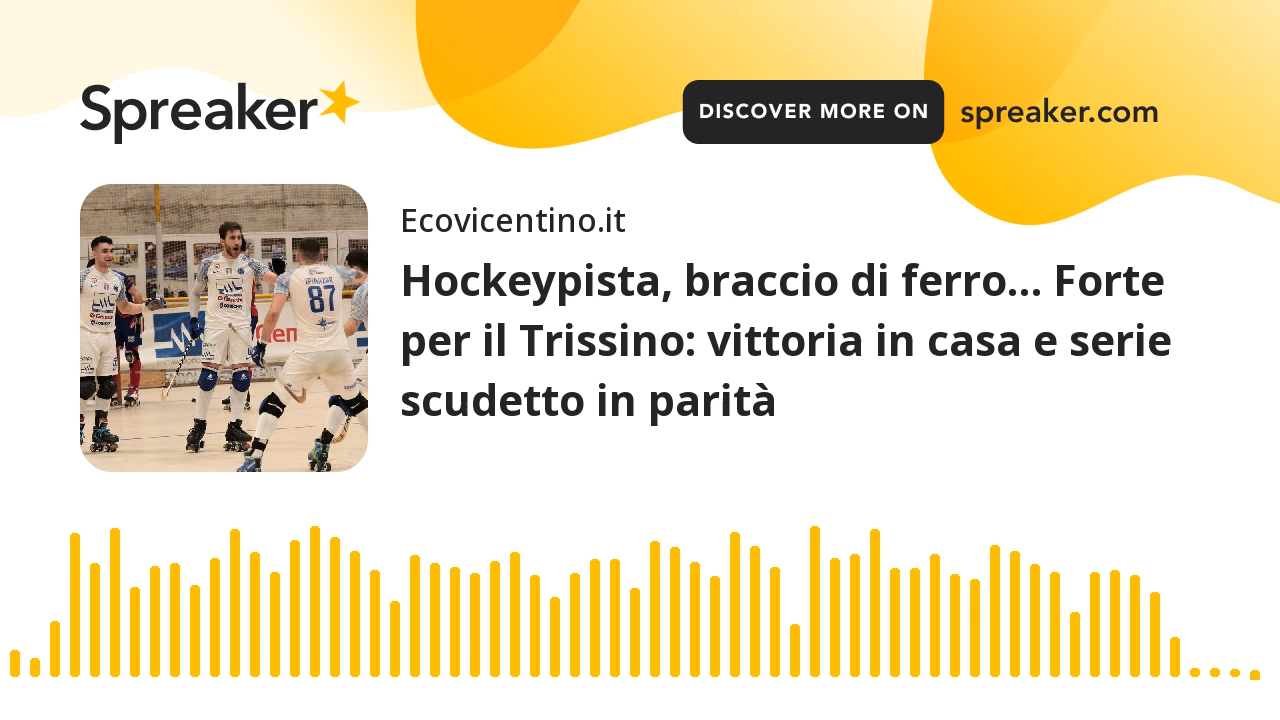 Spreaker
DISCOVER MORE ON
spreaker.com
Ecovicentino.it
Hockeypista, braccio di ferro... Forte
per il Trissino: vittoria in casa e serie
scudetto in parità
87